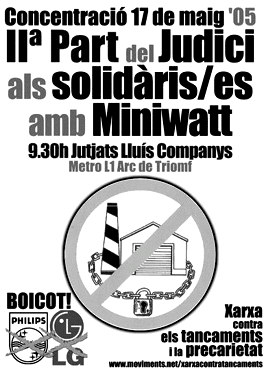 Concentració 17 de maig '05
IIª Part del Judici
als solidàris/es
amb Miniwatt
9.30h Jutjats Lluís Companys
Metro L1 Arc de Triomf
BOICOT!
PHILIPS
LG
Xarxa
contra
els tancaments
i la precarietat
www.moviments.net/xarxacontratancaments